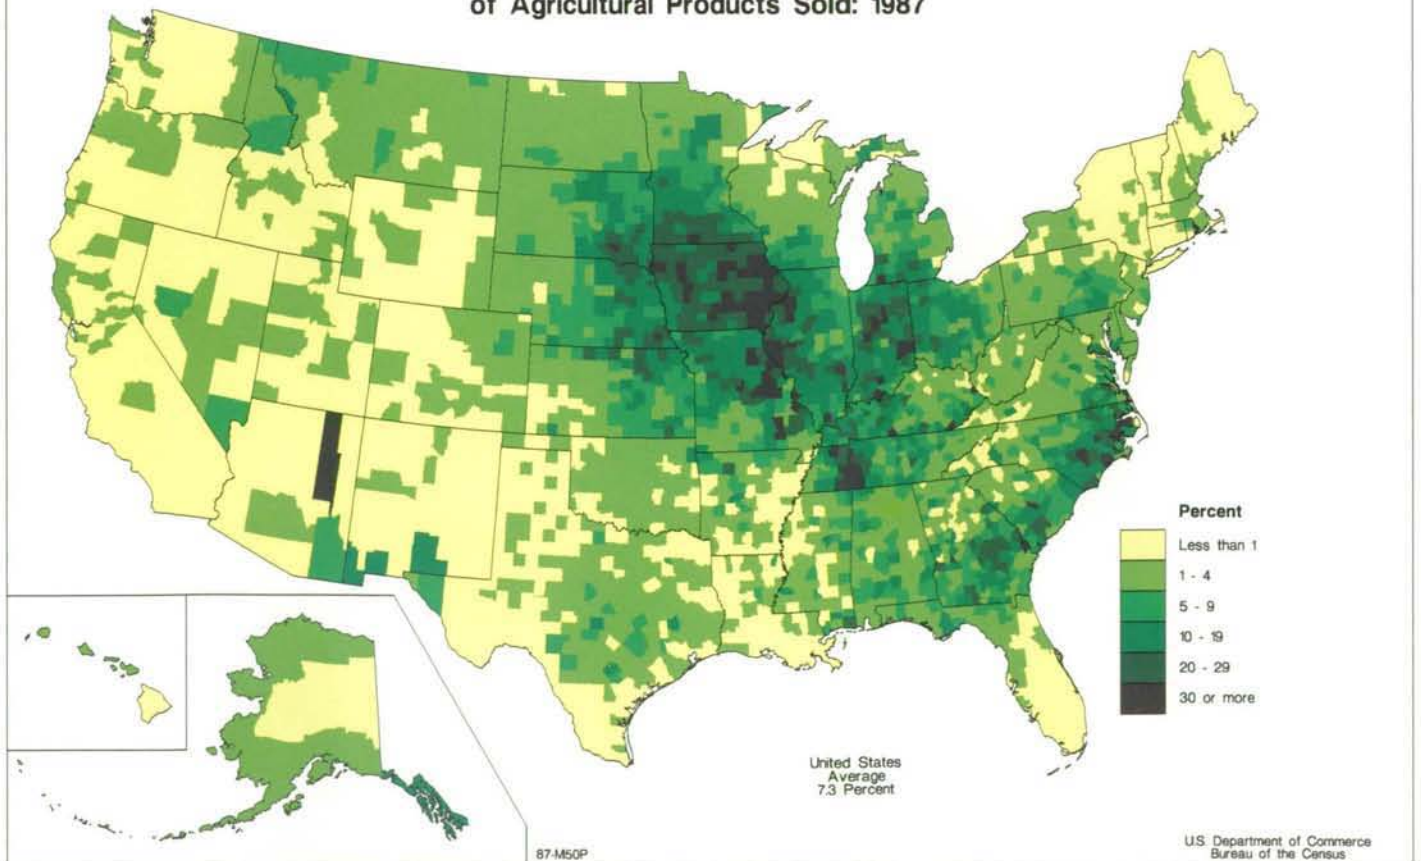 of Agricultural Products Sold: 1987
Percent
Less than 1
1 - 4
5 - 9
10 - 19
20 - 29
30 or more
United States
Average
7.3 Percent
87-M50P
U.S. Department of Commerce
Bureau of the Census